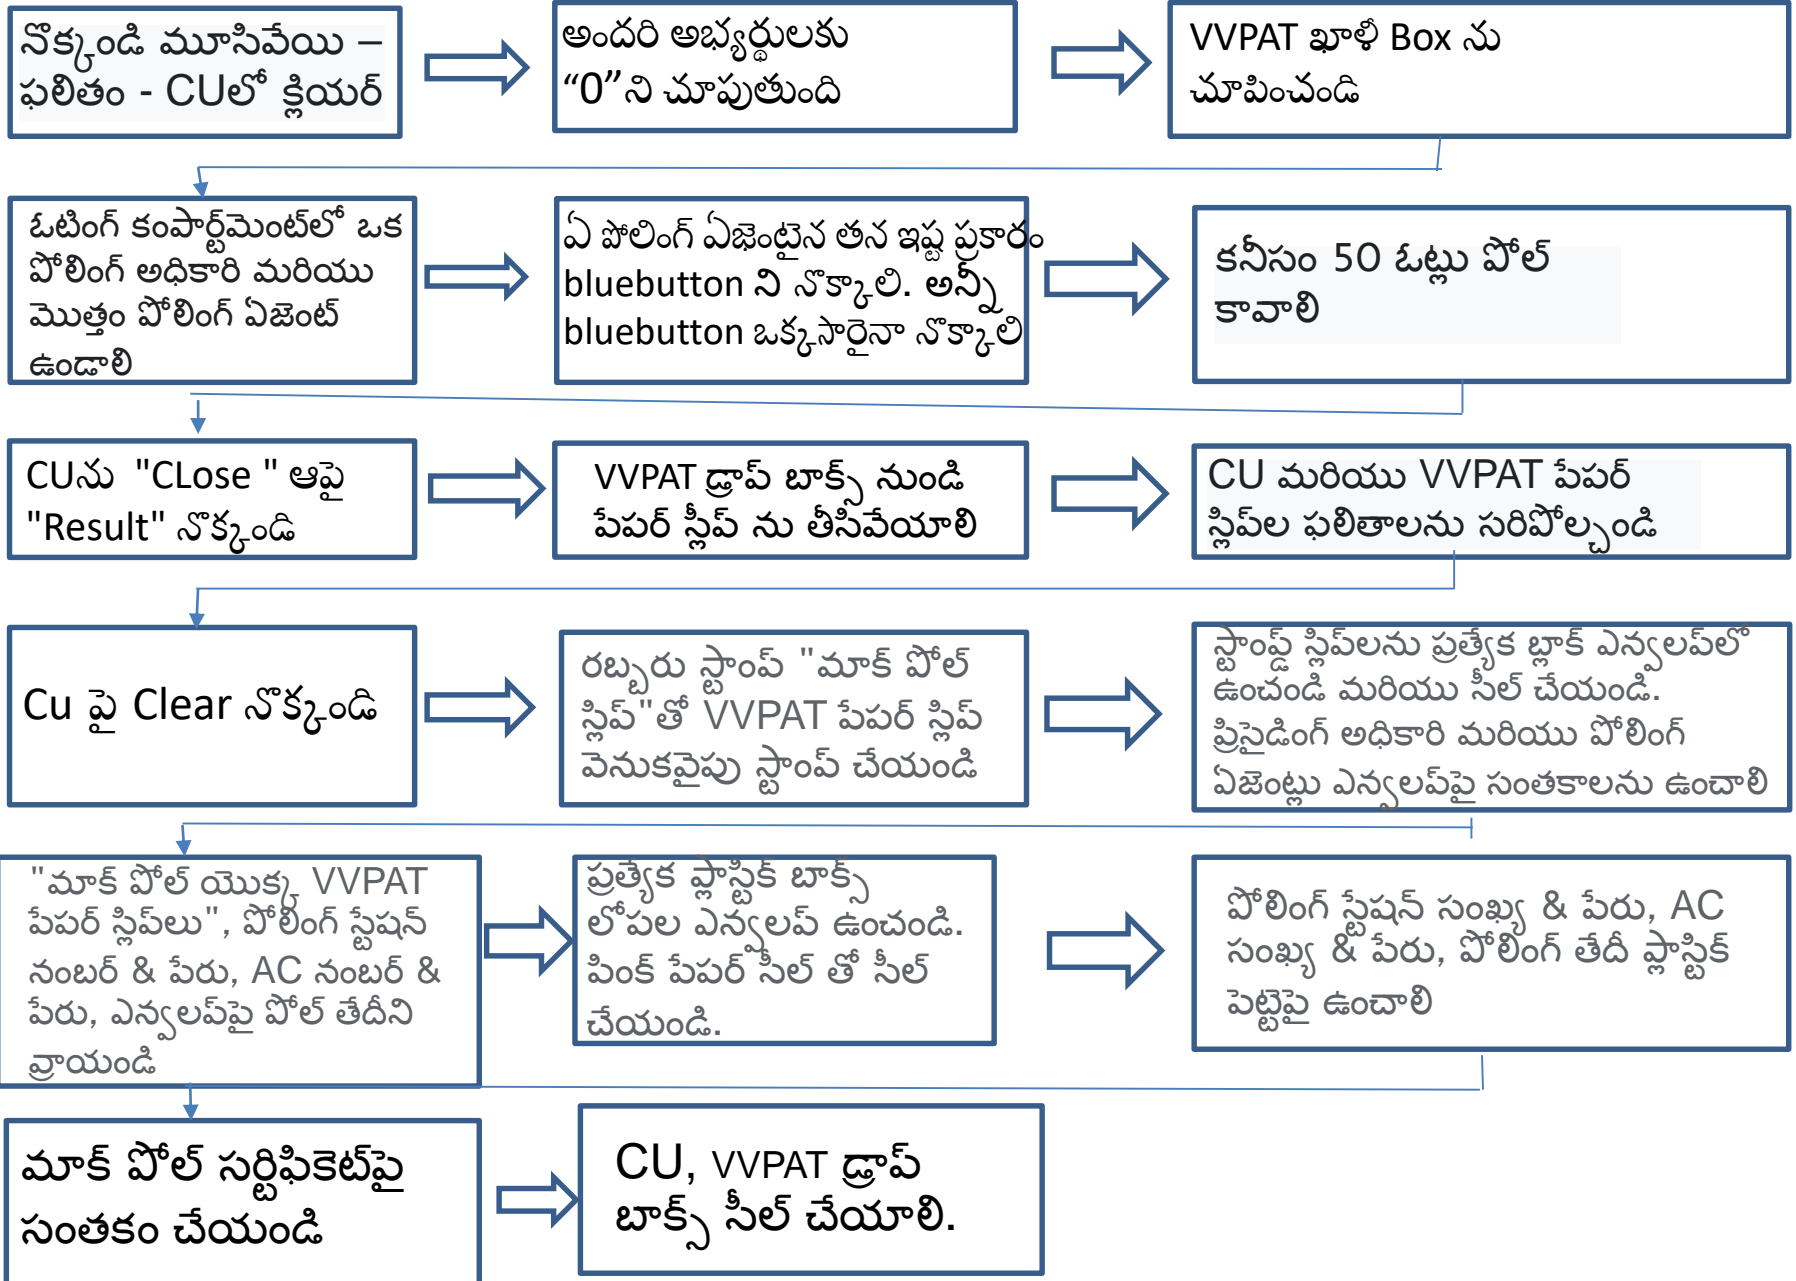 నొక్కండి మూసివేయి –
ఫలితం - CUలో క్లియర్
అందరి అభ్యర్థులకు
“0”ని చూపుతుంది
VVPAT ఖాళీ Box ను
చూపించండి
ఓటింగ్ కంపార్ట్‌మెంట్‌లో ఒక
పోలింగ్ అధికారి మరియు
మొత్తం పోలింగ్ ఏజెంట్
ఉండాలి
ఏ పోలింగ్ ఏజెంటైన తన ఇష్ట ప్రకారం
bluebutton ని నొక్కాలి. అన్నీ
bluebutton ఒక్కసారైనా నొక్కాలి
కనీసం 50 ఓట్లు పోల్
కావాలి
CUను "CLose " ఆపై
"Result" నొక్కండి
VVPAT డ్రాప్ బాక్స్ నుండి
పేపర్ స్లీప్ ను తీసివేయాలి
CU మరియు VVPAT పేపర్
స్లిప్‌ల ఫలితాలను సరిపోల్చండి
Cu పై Clear నొక్కండి
రబ్బరు స్టాంప్ "మాక్ పోల్
స్లిప్"తో VVPAT పేపర్ స్లిప్
వెనుకవైపు స్టాంప్ చేయండి
స్టాంప్డ్ స్లిప్‌లను ప్రత్యేక బ్లాక్ ఎన్వలప్‌లో
ఉంచండి మరియు సీల్ చేయండి.
ప్రిసైడింగ్ అధికారి మరియు పోలింగ్
ఏజెంట్లు ఎన్వలప్‌పై సంతకాలను ఉంచాలి
"మాక్ పోల్ యొక్క VVPAT
పేపర్ స్లిప్‌లు", పోలింగ్ స్టేషన్
నంబర్ & పేరు, AC నంబర్ &
పేరు, ఎన్వలప్‌పై పోల్ తేదీని
వ్రాయండి
ప్రత్యేక ప్లాస్టిక్ బాక్స్
లోపల ఎన్వలప్ ఉంచండి.
పింక్ పేపర్ సీల్ తో సీల్
చేయండి.
పోలింగ్ స్టేషన్ సంఖ్య & పేరు, AC
సంఖ్య & పేరు, పోలింగ్ తేదీ ప్లాస్టిక్
పెట్టెపై ఉంచాలి
మాక్ పోల్ సర్టిఫికెట్‌పై
సంతకం చేయండి
CU, VVPAT డ్రాప్
బాక్స్ సీల్ చేయాలి.